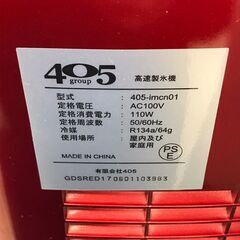 405
group
高速製氷機
型式 : 405-imcn01
定格電圧 : AC100V
定格消費電力 : 110W
定格周波数 : 50/60Hz
冷媒 : R134a/64g
使用場所 : 屋内及び
家庭用
PS
E
MADE IN CHINA
有限会社405
GDSRED170601103983